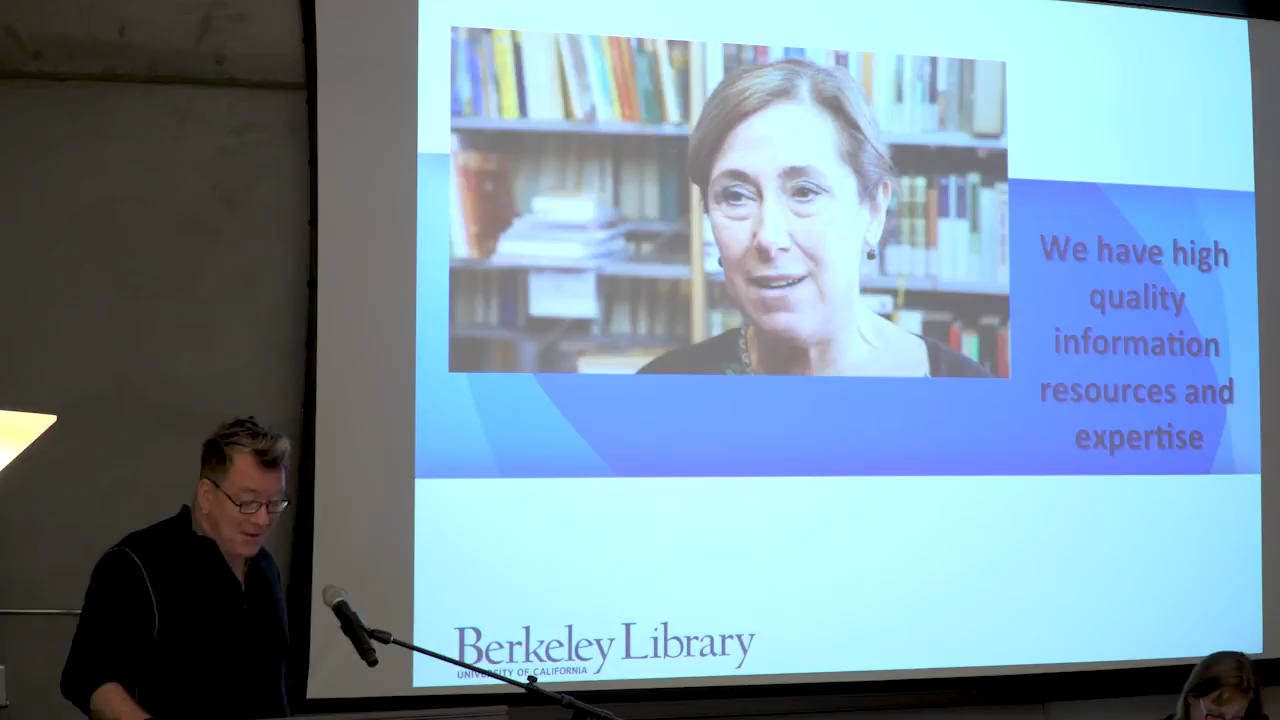 We have high
quality
information
resources and
expertise
Berkeley Library
UNIVERSITY OF CALIFORNIA